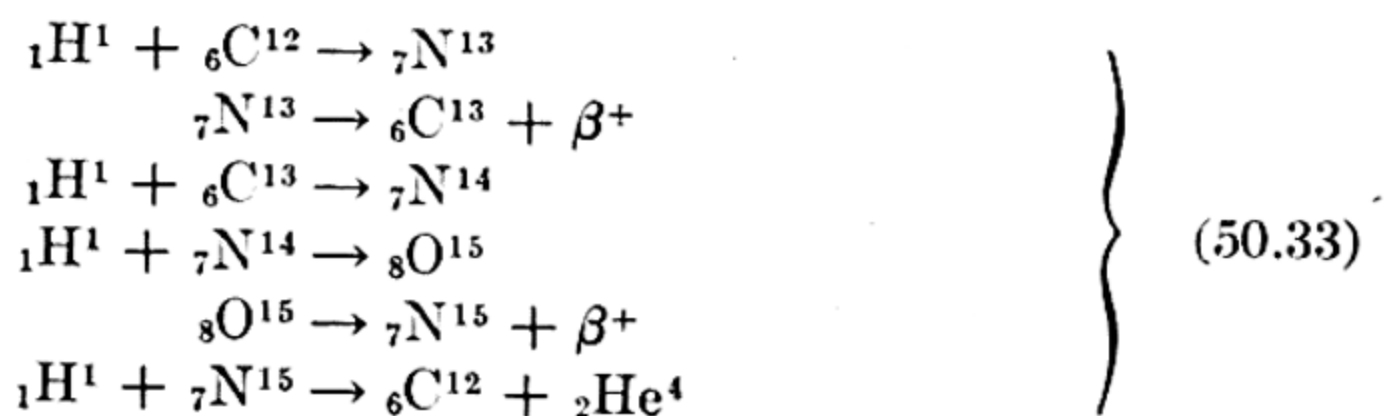 ₁H¹ + ₆C¹² → ₇N¹³
₇N¹³ → ₆C¹³ + β⁺
₁H¹ + ₆C¹³ → ₇N¹⁴
₁H¹ + ₇N¹⁴ → ₈O¹⁵
(50.33)
₈O¹⁵ → ₇N¹⁵ + β⁺
₁H¹ + ₇N¹⁵ → ₆C¹² + ₂He⁴